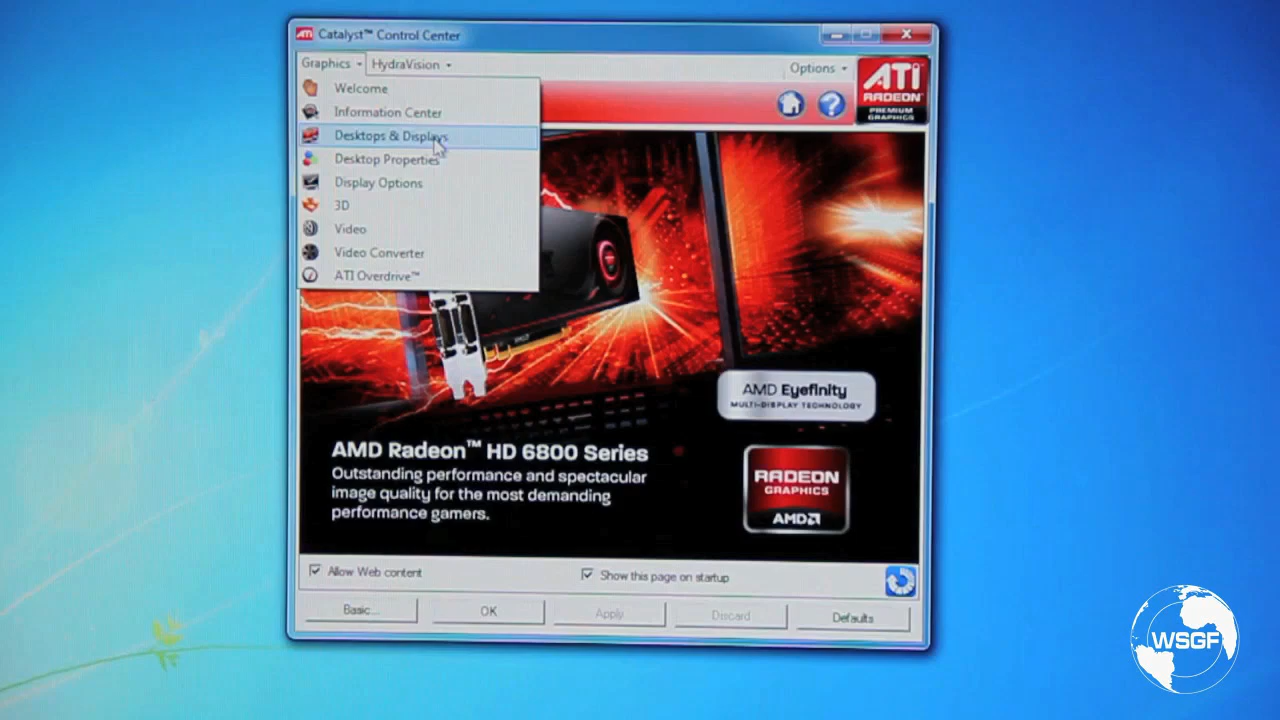 ATI Catalyst™ Control Center
Graphics HydraVision Options
Welcome
Information Center
Desktops & Displays
Desktop Properties
Display Options
3D
Video
Video Converter
ATI Overdrive™
ATI
RADEON
PREMIUM
GRAPHICS
?
AMD
AMD Eyefinity
MULTI-DISPLAY TECHNOLOGY
AMD Radeon™ HD 6800 Series
Outstanding performance and spectacular
image quality for the most demanding
performance gamers.
RADEON
GRAPHICS
AMD
Allow Web content
Show this page on startup
Basic...
OK
Apply
Discard
Defaults
WSGF